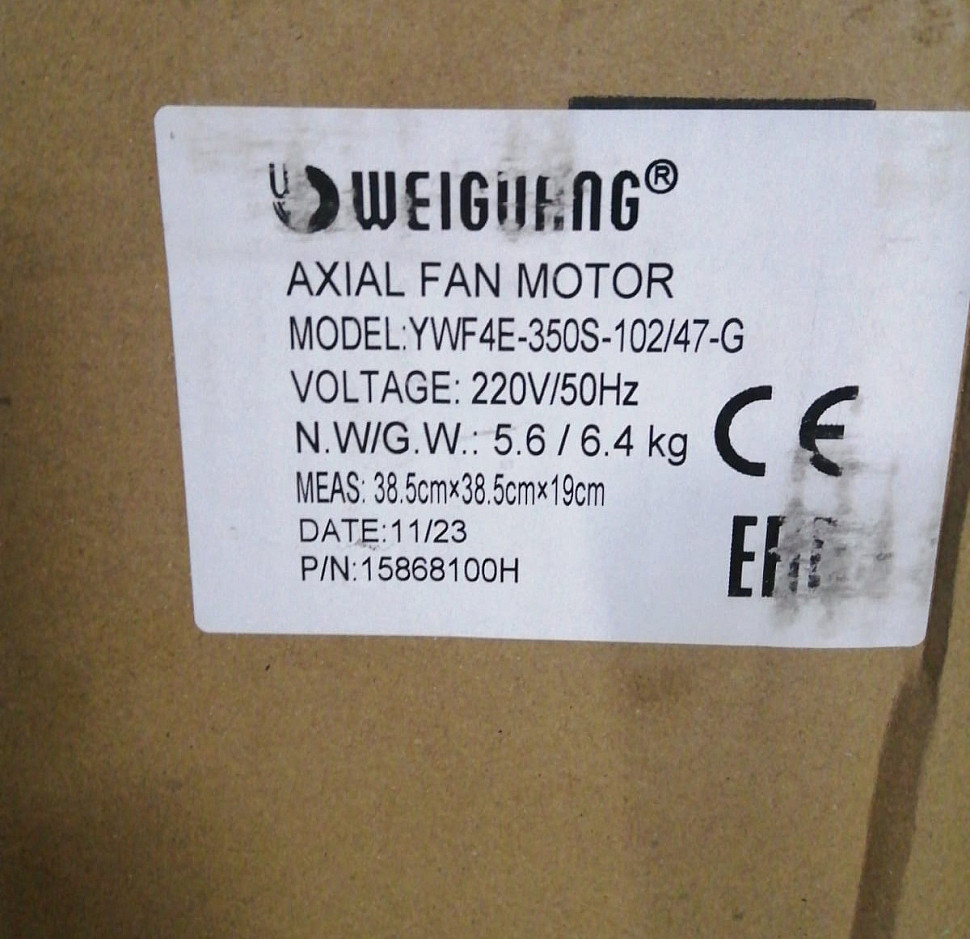 WEIGUANG®
AXIAL FAN MOTOR
MODEL:YWF4E-350S-102/47-G
VOLTAGE: 220V/50Hz
N.W/G.W.: 5.6 / 6.4 kg
CE
MEAS: 38.5cm×38.5cm×19cm
DATE:11/23
P/N:15868100H